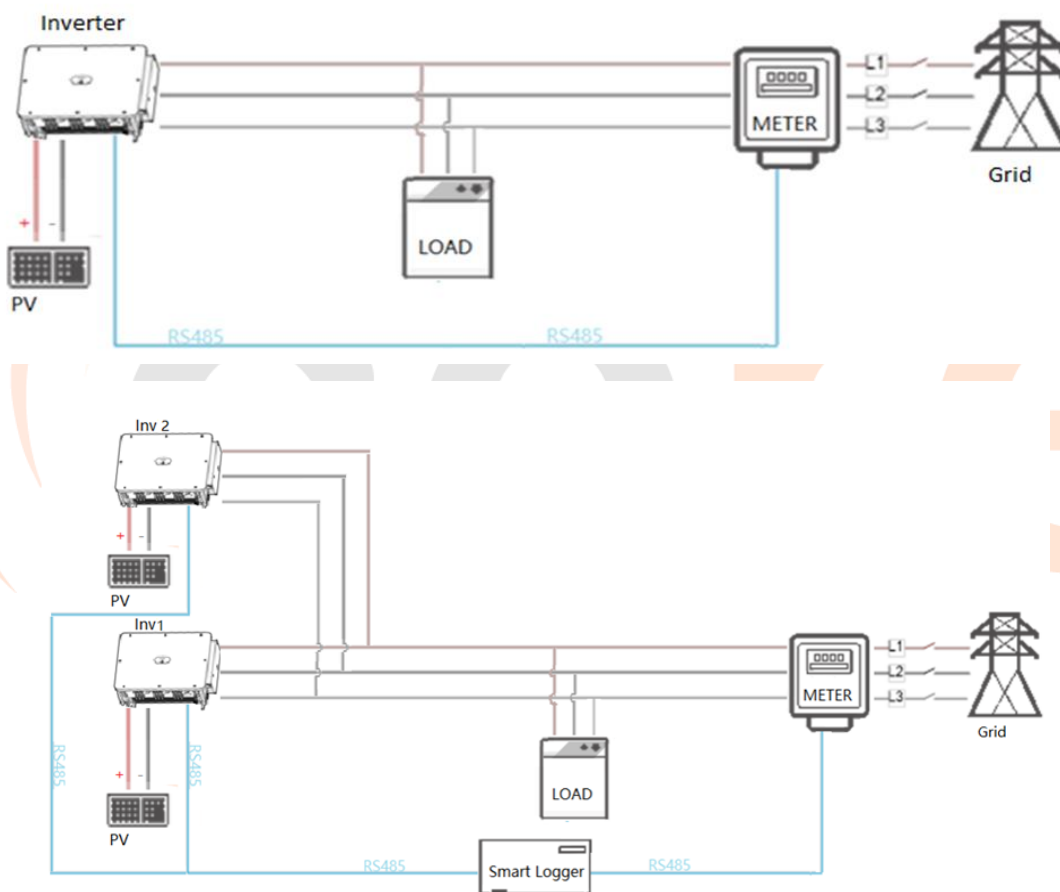 Inverter
L1
L2
METER
L3
Grid
LOAD
+ -
PV
RS485 RS485
Inv 2
+ -
PV
Inv1
L1
L2
METER
L3
Grid
RS485 RS485
+ -
LOAD
PV
RS485 Smart Logger RS485